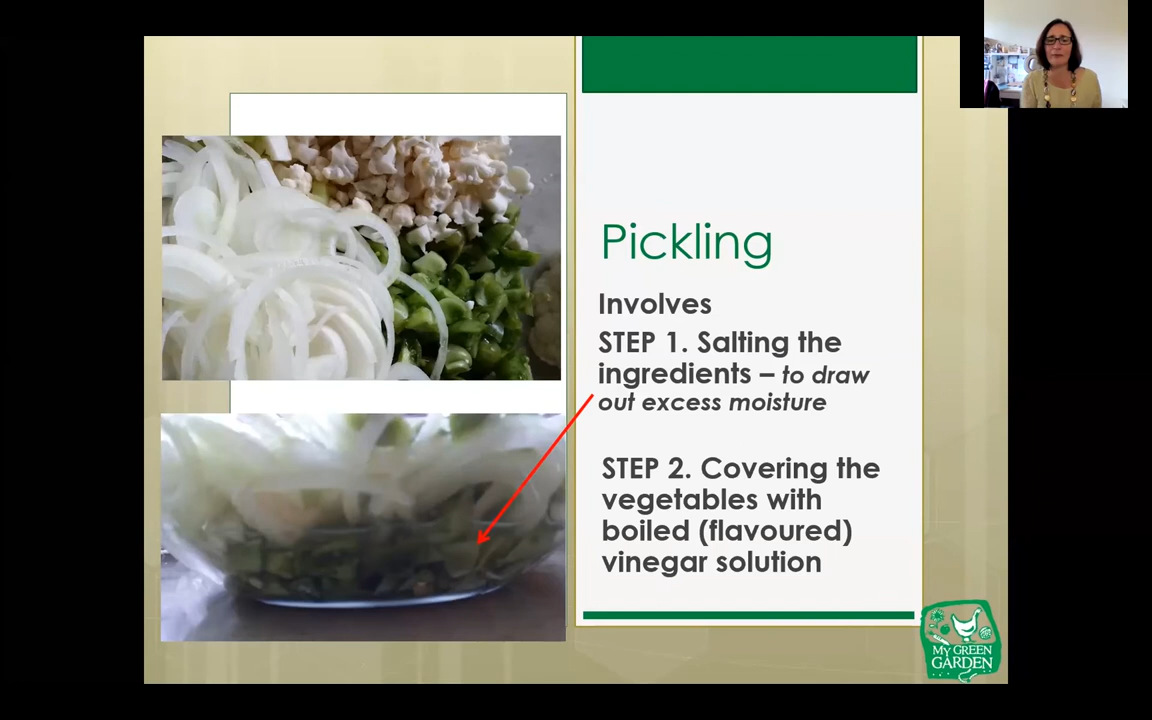 Pickling
Involves
STEP 1. Salting the
ingredients – to draw
out excess moisture
STEP 2. Covering the
vegetables with
boiled (flavoured)
vinegar solution
MY GREEN
GARDEN